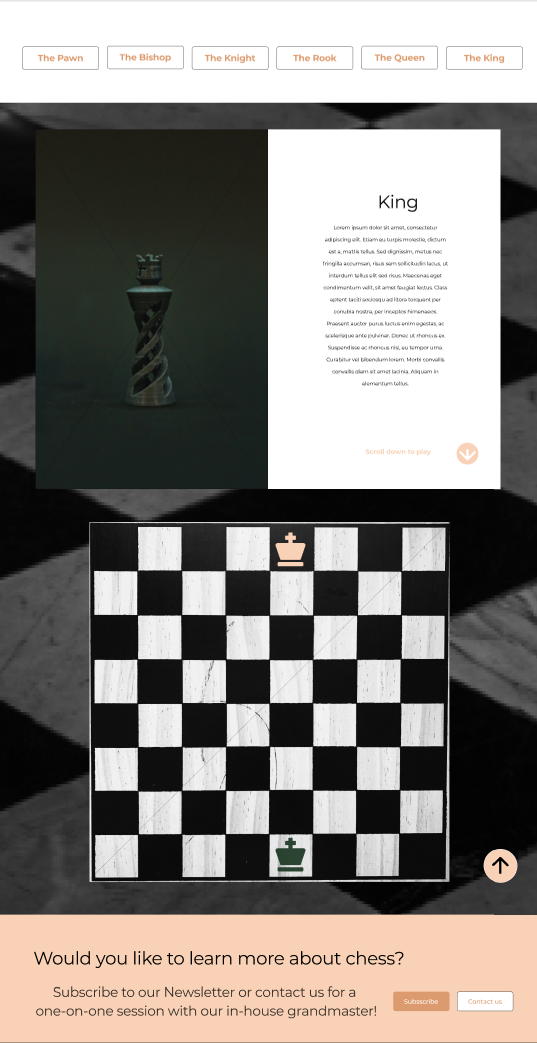 The Pawn
The Bishop
The Knight
The Rook
The Queen
The King
King
Lorem ipsum dolor sit amet, consectetur
adipiscing elit. Etiam eu turpis molestie, dictum
est a, mattis tellus. Sed dignissim, metus nec
fringilla accumsan, risus sem sollicitudin lacus, ut
interdum tellus elit sed risus. Maecenas eget
condimentum velit, sit amet feugiat lectus. Class
aptent taciti sociosqu ad litora torquent per
conubia nostra, per inceptos himenaeos.
Praesent auctor purus luctus enim egestas, ac
scelerisque ante pulvinar. Donec ut rhoncus ex.
Suspendisse ac rhoncus nisl, eu tempor urna.
Curabitur vel bibendum lorem. Morbi convallis
convallis diam sit amet lacinia. Aliquam in
elementum tellus.
Scroll down to play
Would you like to learn more about chess?
Subscribe to our Newsletter or contact us for a
one-on-one session with our in-house grandmaster!
Subsscribe
Contact us